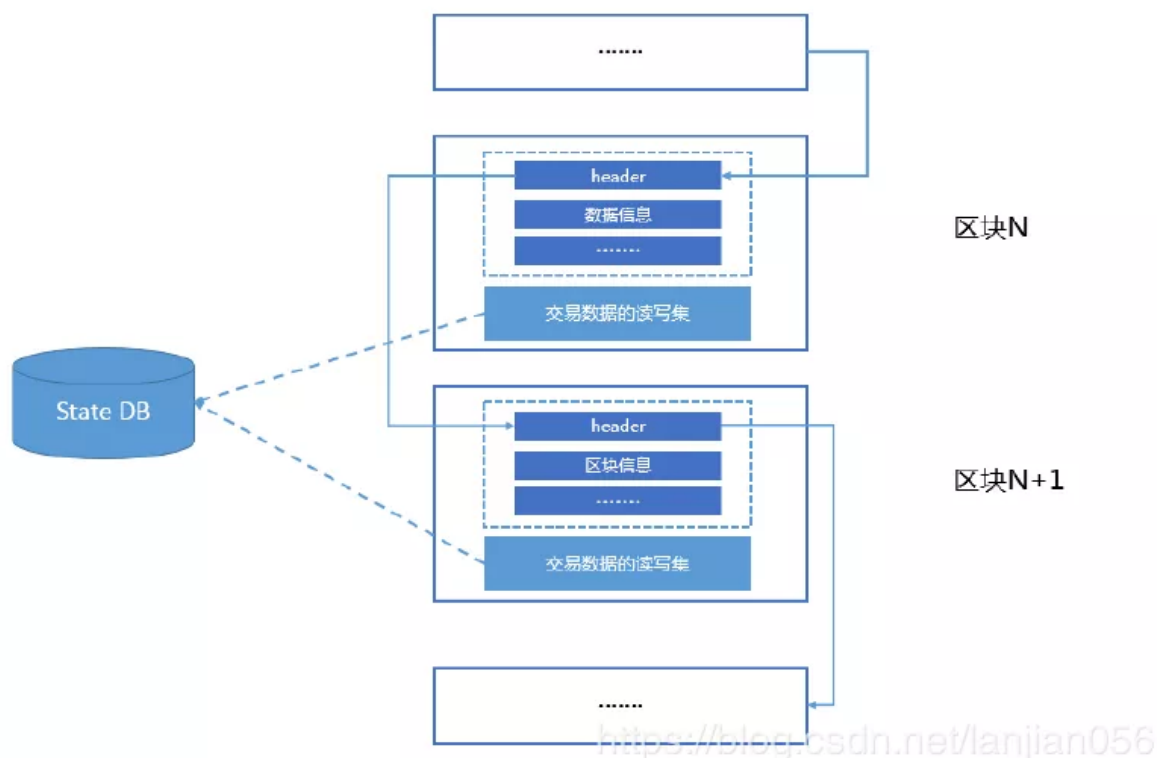 .......
header
数据信息
.......
区块N
交易数据的读写集
State DB
header
区块信息
.......
区块N+1
交易数据的读写集
.......
https://blog.csdn.net/lanjian056